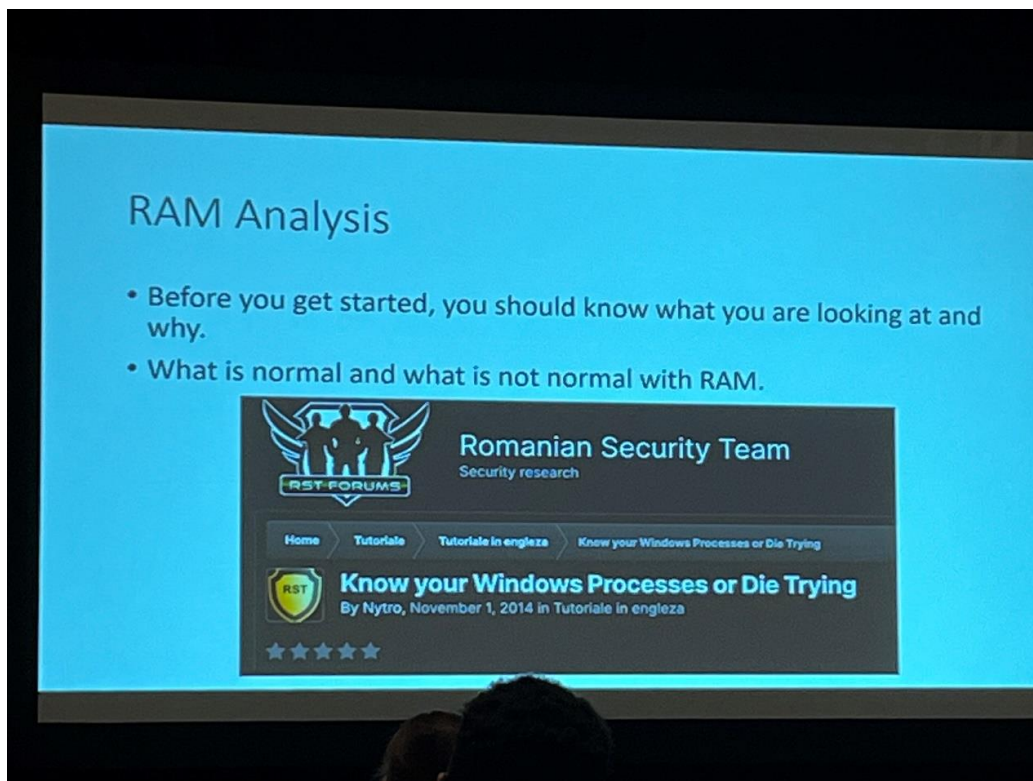 RAM Analysis
• Before you get started, you should know what you are looking at and
why.
• What is normal and what is not normal with RAM.
RST FORUMS
Romanian Security Team
Security research
Home
Tutoriale
Tutoriale in engleza
Know your Windows Processes or Die Trying
RST
Know your Windows Processes or Die Trying
By Nytro, November 1, 2014 in Tutoriale in engleza